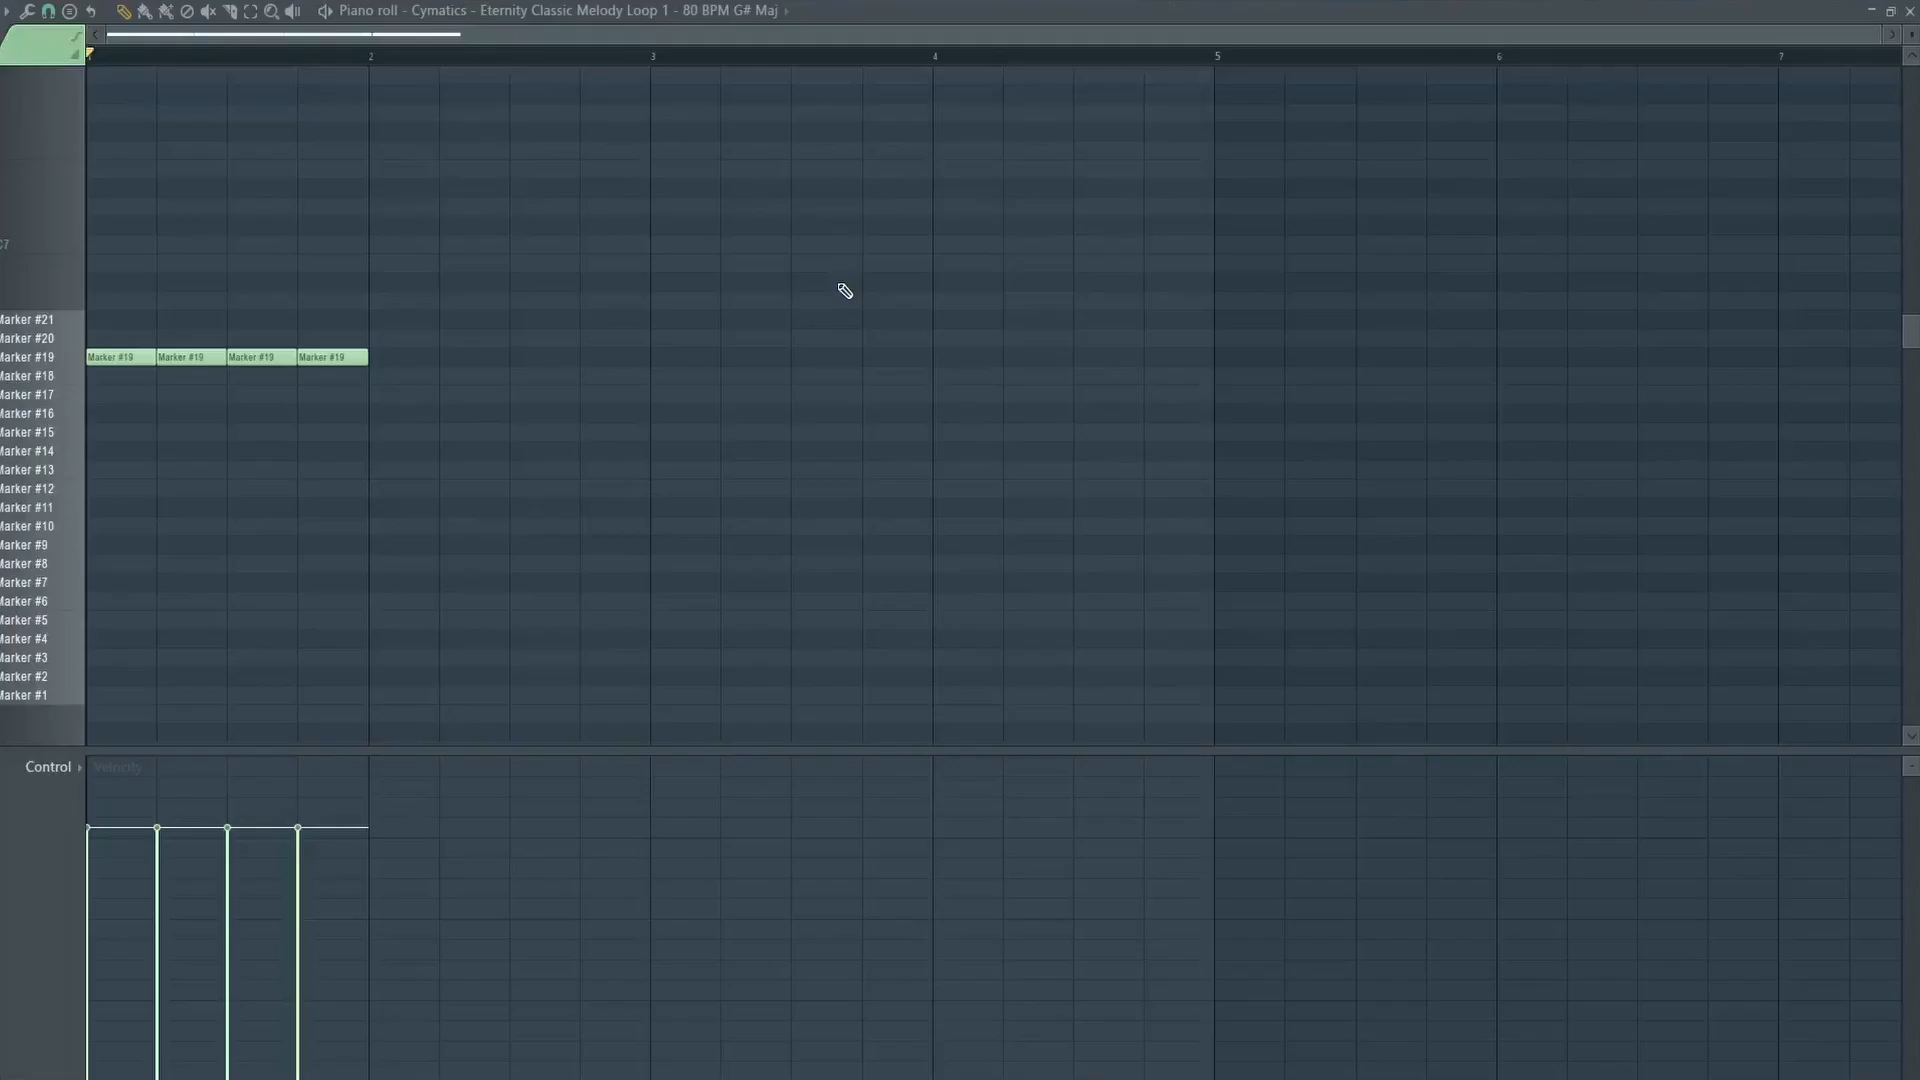 Piano roll - Cymatics - Eternity Classic Melody Loop 1 - 80 BPM G# Maj
2 3 4 5 6 7
C7
Marker #21
Marker #20
Marker #19 Marker #19 Marker #19 Marker #19 Marker #19
Marker #18
Marker #17
Marker #16
Marker #15
Marker #14
Marker #13
Marker #12
Marker #11
Marker #10
Marker #9
Marker #8
Marker #7
Marker #6
Marker #5
Marker #4
Marker #3
Marker #2
Marker #1
Control Velocity